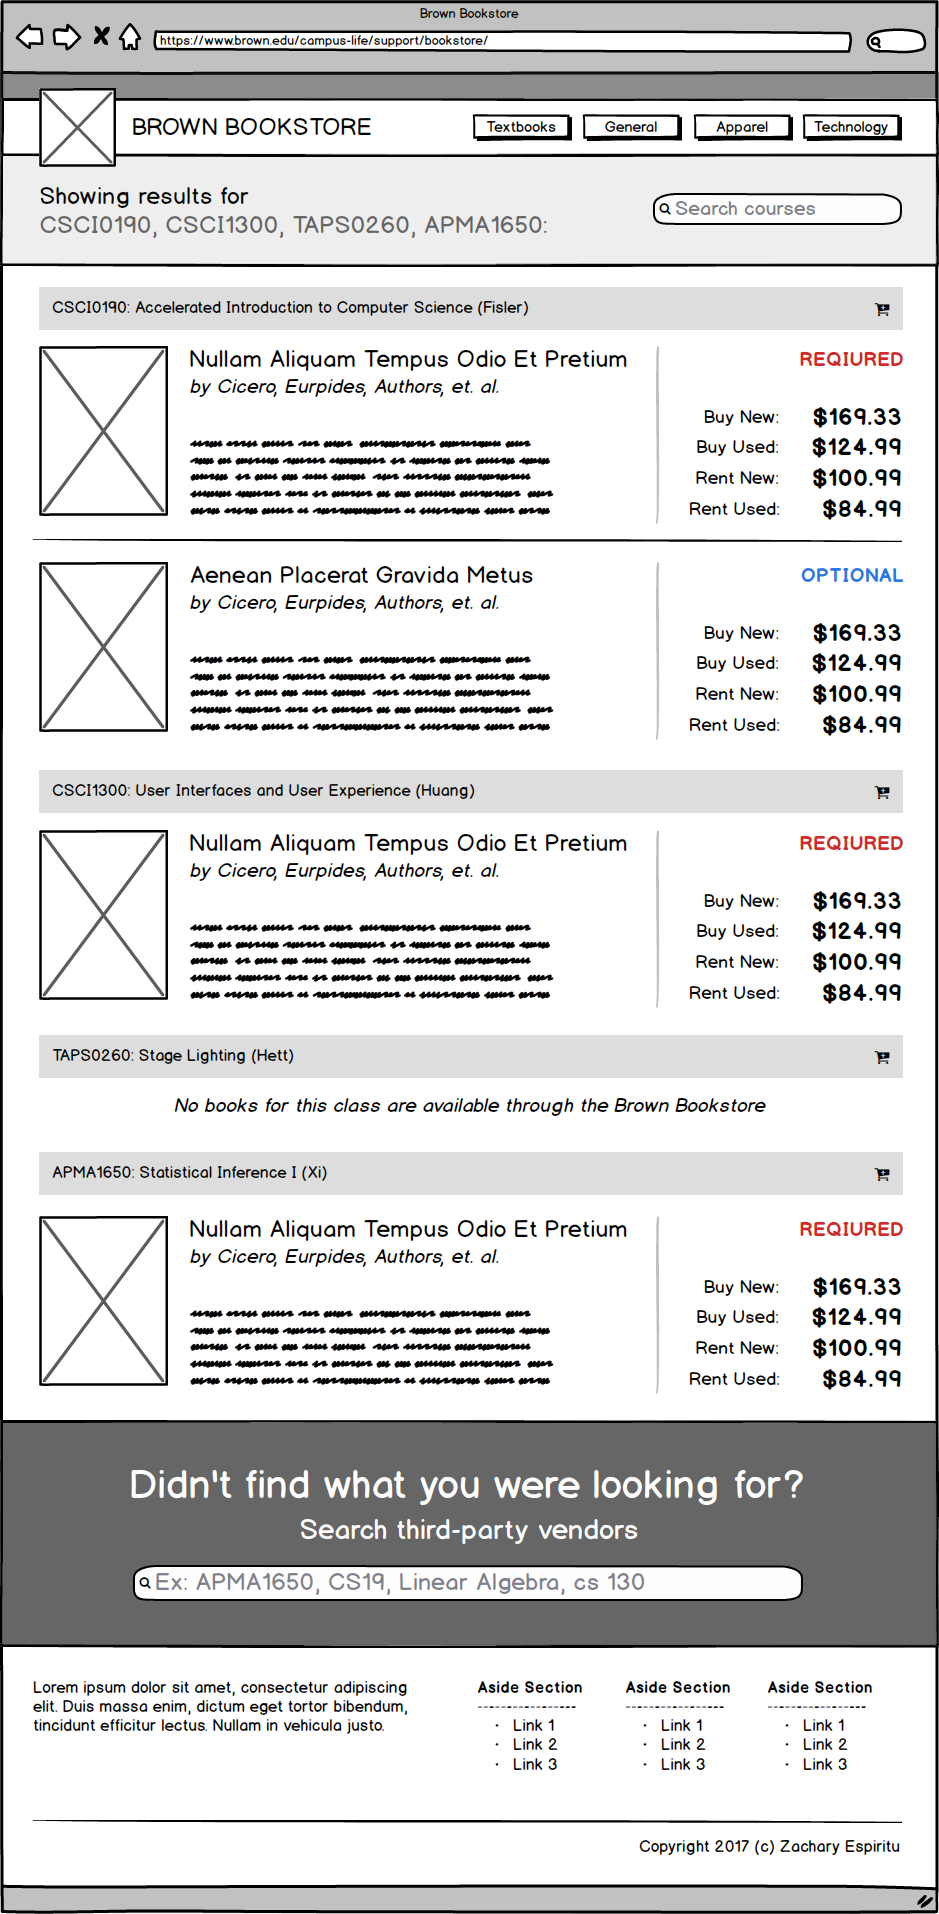 Brown Bookstore
https://www.brown.edu/campus-life/support/bookstore/
BROWN BOOKSTORE
Textbooks
General
Apparel
Technology
Showing results for
CSCI0190, CSCI1300, TAPS0260, APMA1650:
Search courses
CSCI0190: Accelerated Introduction to Computer Science (Fisler)
Nullam Aliquam Tempus Odio Et Pretium
by Cicero, Eurpides, Authors, et. al.
REQIURED
Buy New: $169.33
Buy Used: $124.99
Rent New: $100.99
Rent Used: $84.99
Aenean Placerat Gravida Metus
by Cicero, Eurpides, Authors, et. al.
OPTIONAL
Buy New: $169.33
Buy Used: $124.99
Rent New: $100.99
Rent Used: $84.99
CSCI1300: User Interfaces and User Experience (Huang)
Nullam Aliquam Tempus Odio Et Pretium
by Cicero, Eurpides, Authors, et. al.
REQIURED
Buy New: $169.33
Buy Used: $124.99
Rent New: $100.99
Rent Used: $84.99
TAPS0260: Stage Lighting (Hett)
No books for this class are available through the Brown Bookstore
APMA1650: Statistical Inference I (Xi)
Nullam Aliquam Tempus Odio Et Pretium
by Cicero, Eurpides, Authors, et. al.
REQIURED
Buy New: $169.33
Buy Used: $124.99
Rent New: $100.99
Rent Used: $84.99
Didn't find what you were looking for?
Search third-party vendors
Ex: APMA1650, CS19, Linear Algebra, cs 130
Lorem ipsum dolor sit amet, consectetur adipiscing
elit. Duis massa enim, dictum eget tortor bibendum,
tincidunt efficitur lectus. Nullam in vehicula justo.
Aside Section
--------------
· Link 1
· Link 2
· Link 3
Aside Section
--------------
· Link 1
· Link 2
· Link 3
Aside Section
--------------
· Link 1
· Link 2
· Link 3
Copyright 2017 (c) Zachary Espiritu